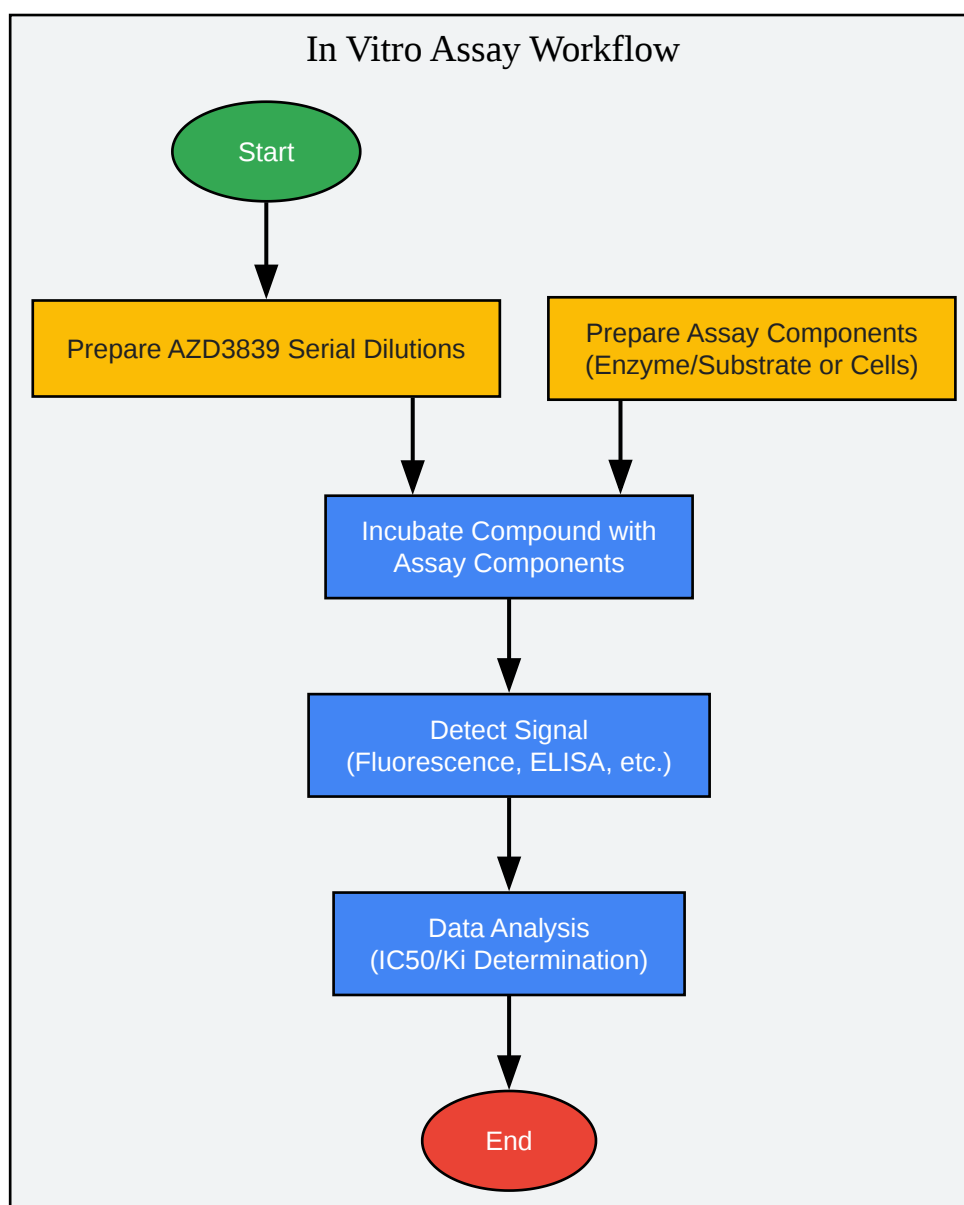 In Vitro Assay Workflow
Start
Prepare AZD3839 Serial Dilutions
Prepare Assay Components
(Enzyme/Substrate or Cells)
Incubate Compound with
Assay Components
Detect Signal
(Fluorescence, ELISA, etc.)
Data Analysis
(IC50/Ki Determination)
End